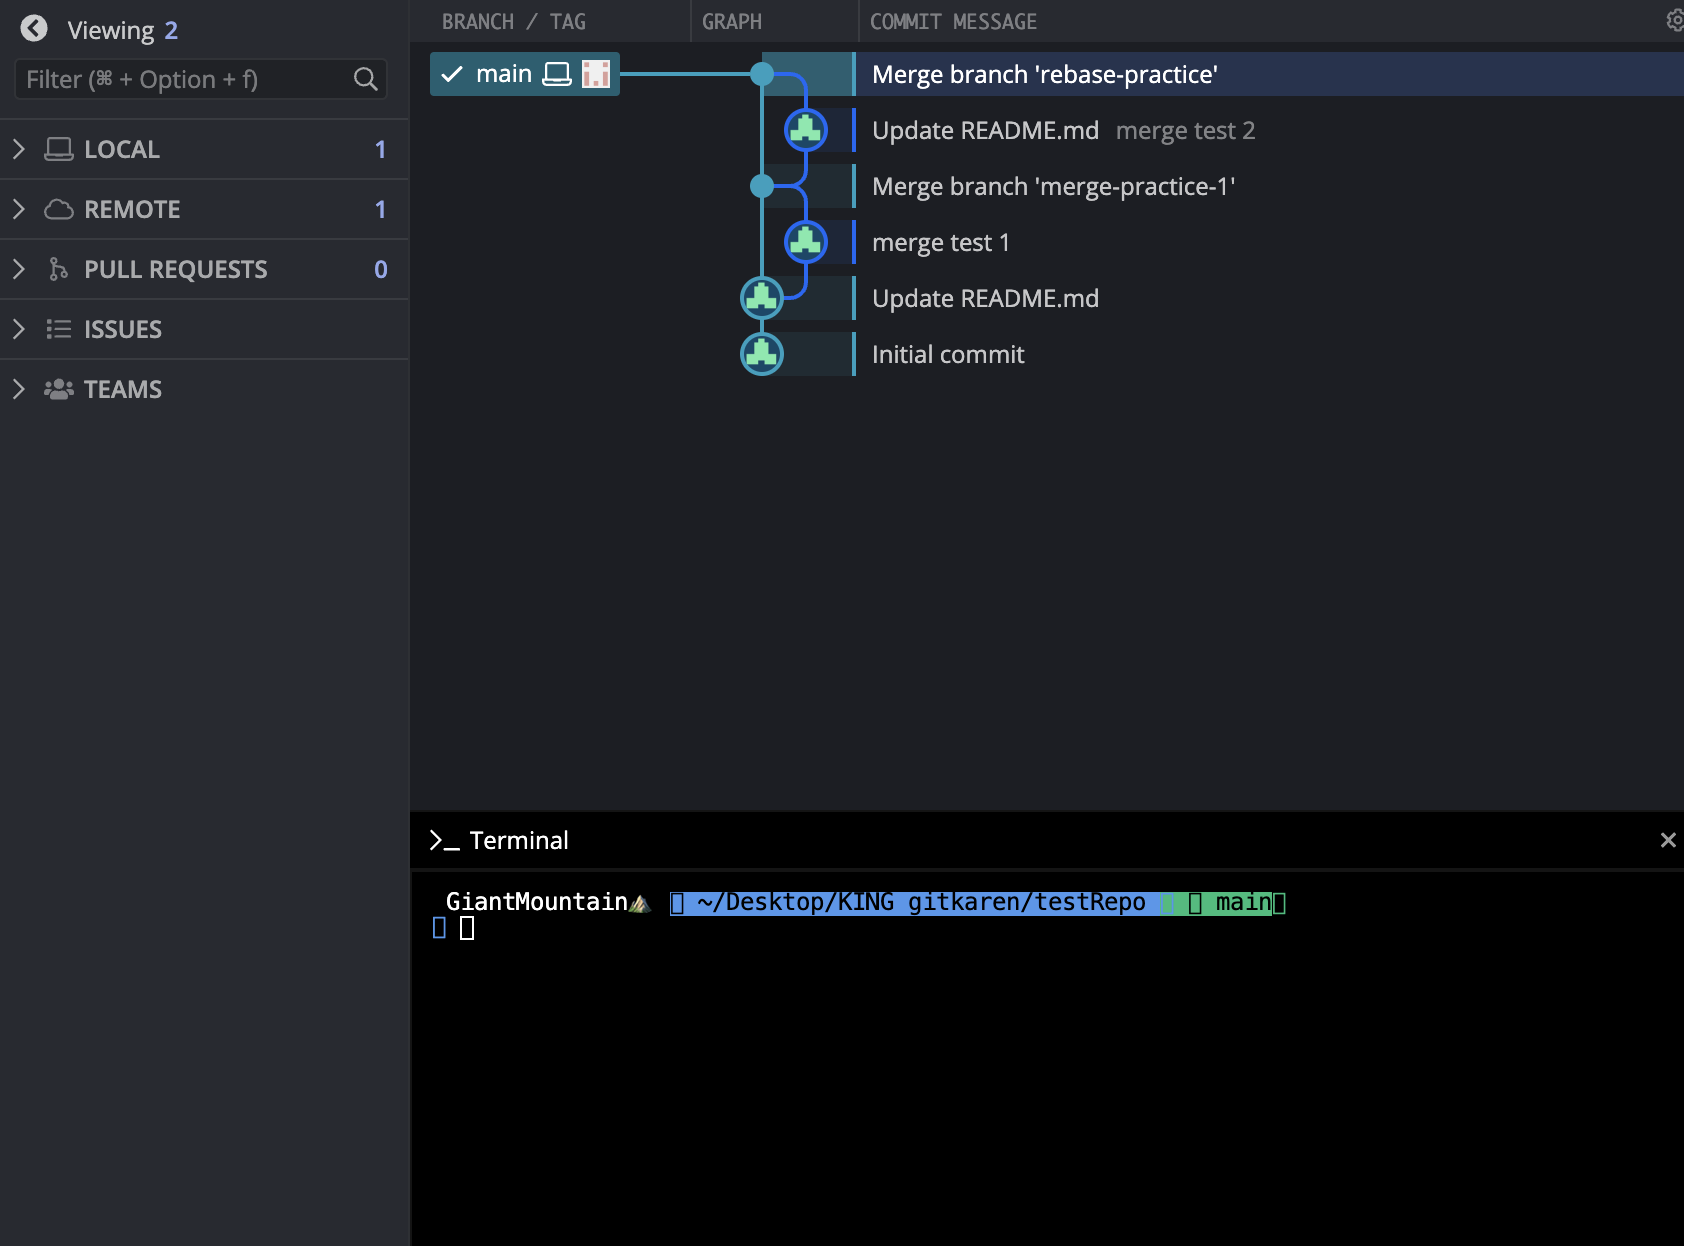 Viewing 2
Filter (⌘ + Option + f)
LOCAL 1
REMOTE 1
PULL REQUESTS 0
ISSUES
TEAMS
BRANCH / TAG GRAPH COMMIT MESSAGE
main Merge branch 'rebase-practice'
Update README.md merge test 2
Merge branch 'merge-practice-1'
merge test 1
Update README.md
Initial commit
>_ Terminal
GiantMountain⛰️ ~/Desktop/KING gitkaren/testRepo main